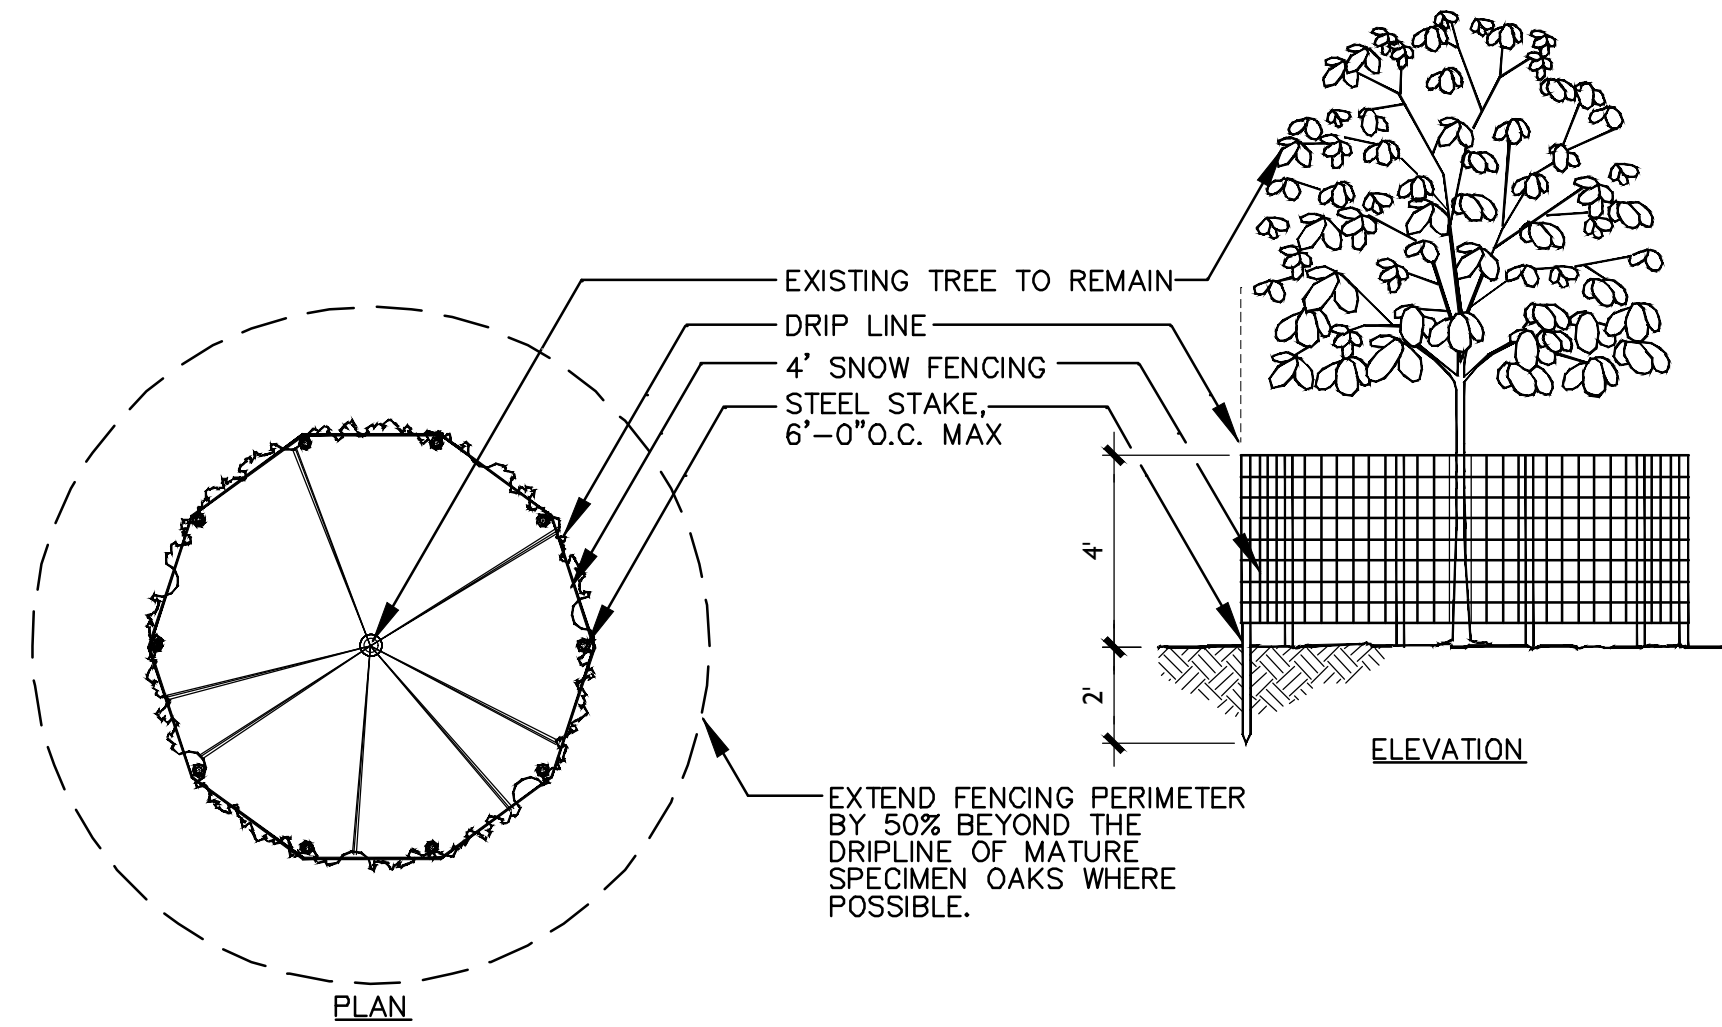 EXISTING TREE TO REMAIN
DRIP LINE
4' SNOW FENCING
STEEL STAKE,
6'-0"O.C. MAX
4'
2'
ELEVATION
EXTEND FENCING PERIMETER
BY 50% BEYOND THE
DRIPLINE OF MATURE
SPECIMEN OAKS WHERE
POSSIBLE.
PLAN